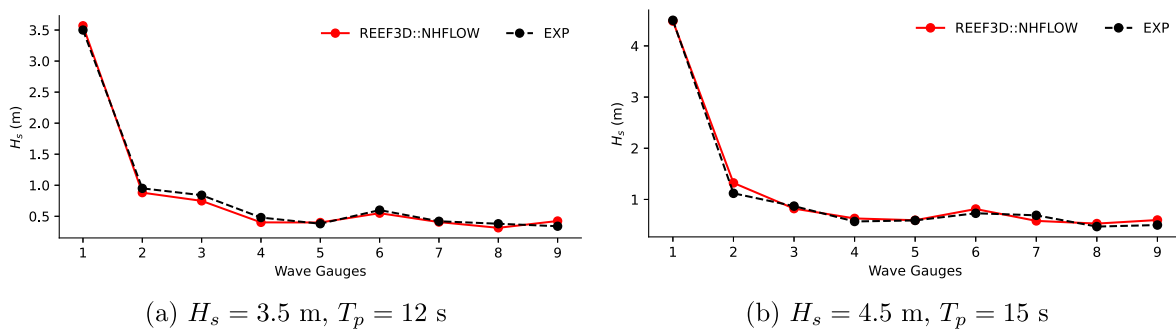 3.5
3.0
2.5
2.0
1.5
1.0
0.5
H_s (m)
REEF3D::NHFLOW
EXP
1 2 3 4 5 6 7 8 9
Wave Gauges
(a) H_s = 3.5 m, T_p = 12 s
4
3
2
1
H_s (m)
REEF3D::NHFLOW
EXP
1 2 3 4 5 6 7 8 9
Wave Gauges
(b) H_s = 4.5 m, T_p = 15 s